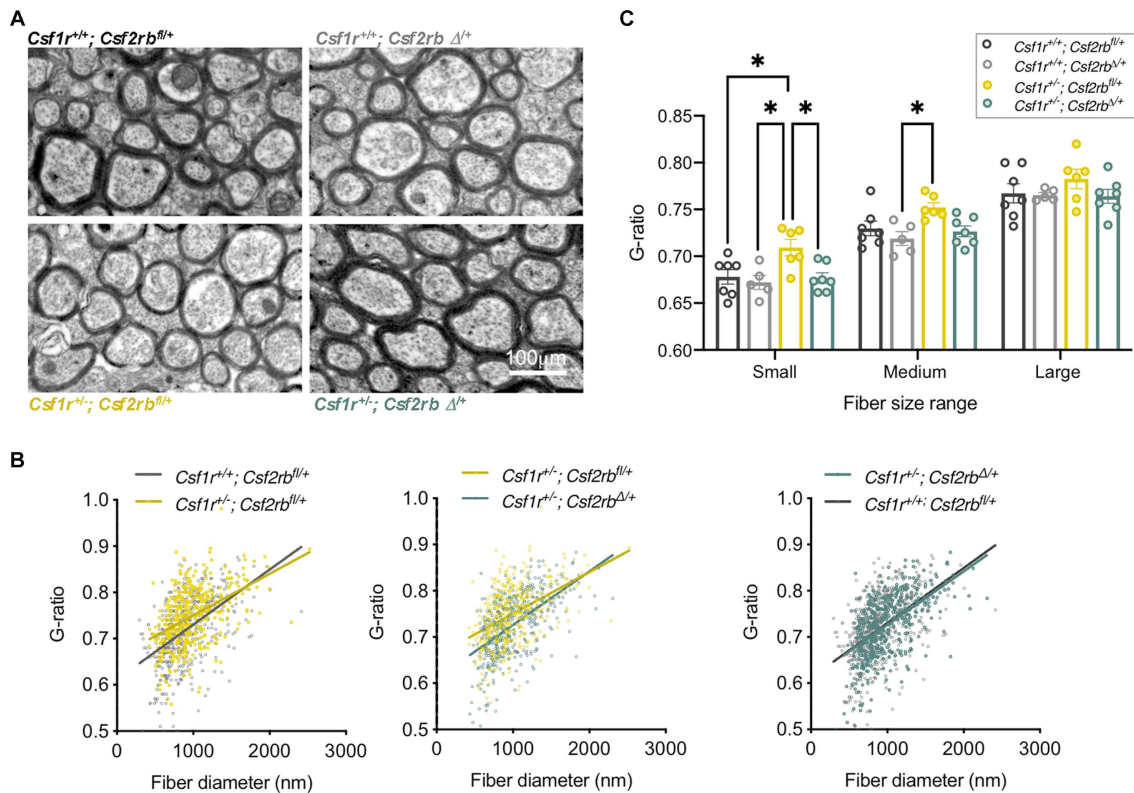 A
Csf1r+/+; Csf2rbfl/+
Csf1r+/+; Csf2rb Δ/+
100μm
Csf1r+/-; Csf2rbfl/+
Csf1r+/-; Csf2rb Δ/+
C
Csf1r+/+; Csf2rbfl/+
Csf1r+/+; Csf2rbΔ/+
Csf1r+/-; Csf2rbfl/+
Csf1r+/-; Csf2rbΔ/+
* * * *
G-ratio
0.85
0.80
0.75
0.70
0.65
0.60
Small Medium Large
Fiber size range
B
Csf1r+/+; Csf2rbfl/+
Csf1r+/-; Csf2rbfl/+
G-ratio
1.0
0.9
0.8
0.7
0.6
0.5
0 1000 2000 3000
Fiber diameter (nm)
Csf1r+/-; Csf2rbfl/+
Csf1r+/-; Csf2rbΔ/+
G-ratio
1.0
0.9
0.8
0.7
0.6
0.5
0 1000 2000 3000
Fiber diameter (nm)
Csf1r+/-; Csf2rbΔ/+
Csf1r+/+; Csf2rbfl/+
G-ratio
1.0
0.9
0.8
0.7
0.6
0.5
0 1000 2000 3000
Fiber diameter (nm)